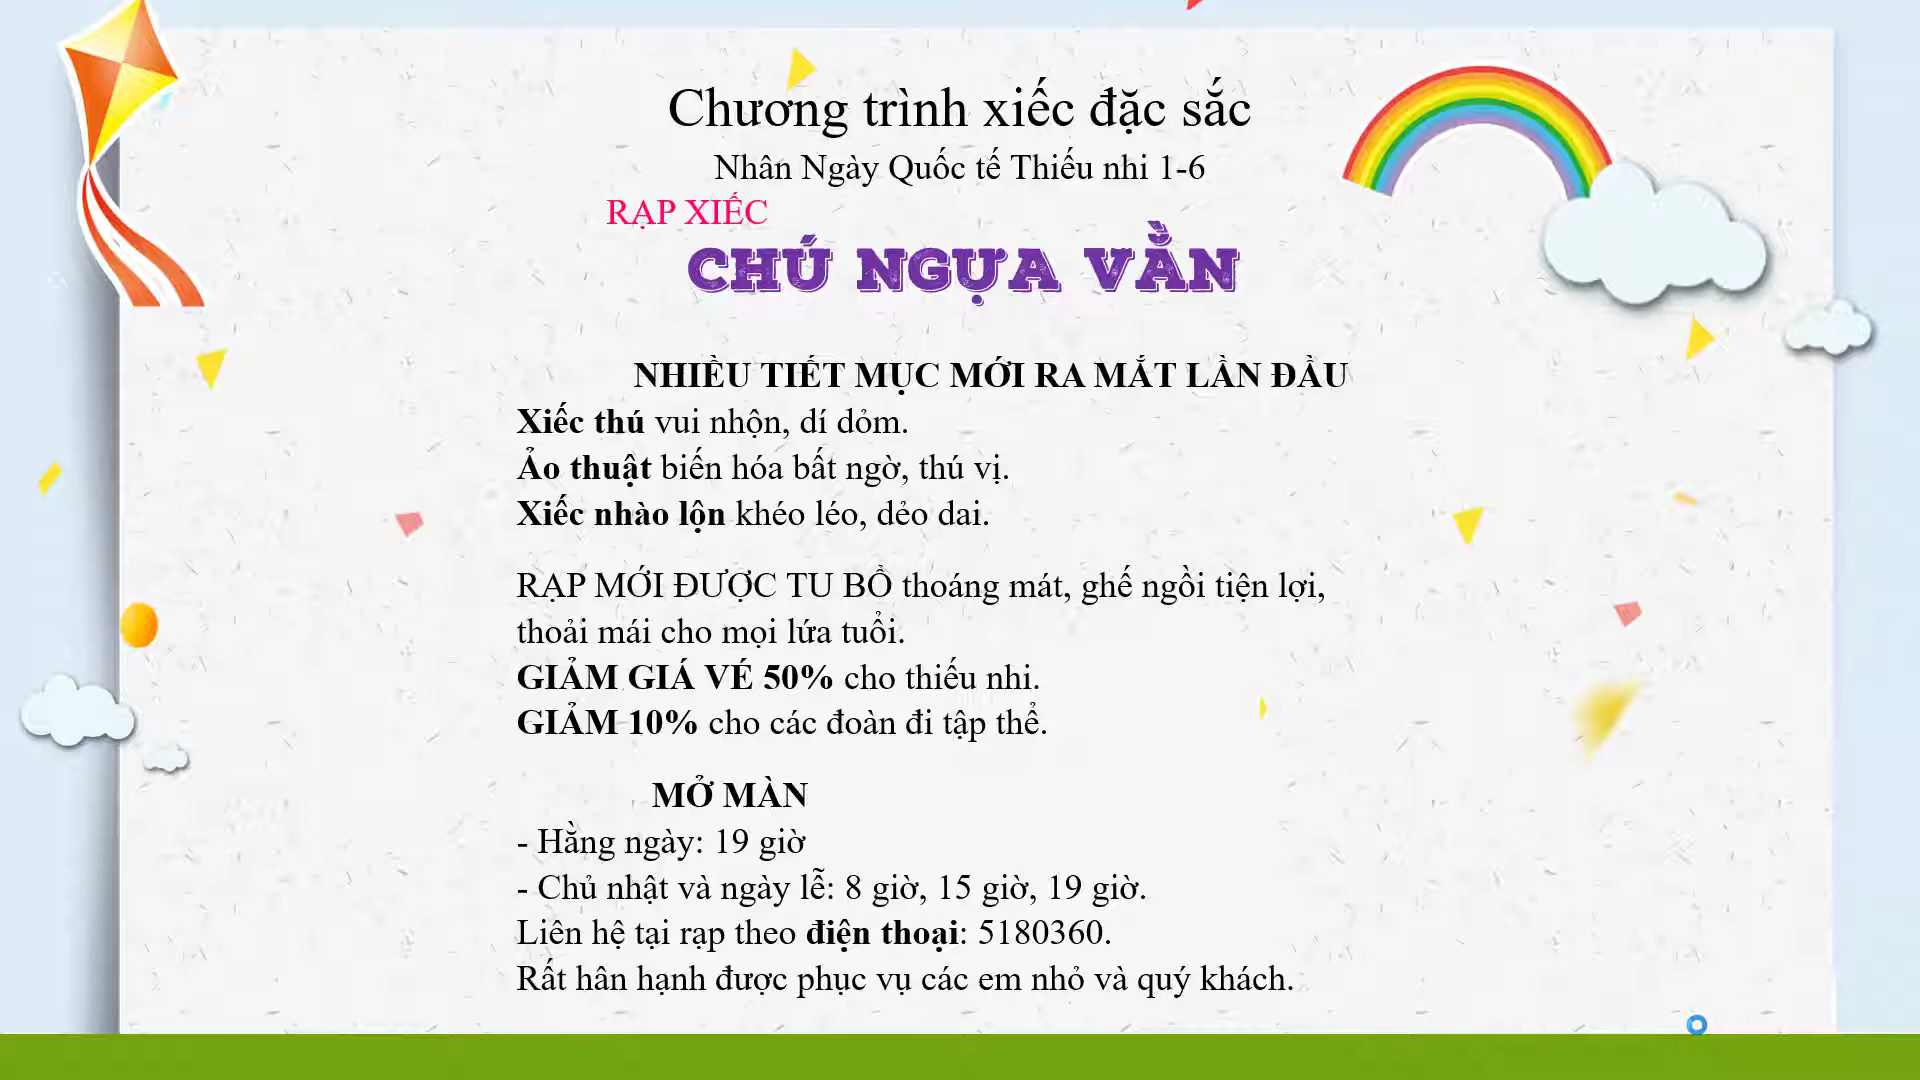 Chương trình xiếc đặc sắc
Nhân Ngày Quốc tế Thiếu nhi 1-6
RẠP XIẾC
CHÚ NGỰA VẰN
NHIỀU TIẾT MỤC MỚI RA MẮT LẦN ĐẦU
Xiếc thú vui nhộn, dí dỏm.
Ảo thuật biến hóa bất ngờ, thú vị.
Xiếc nhào lộn khéo léo, dẻo dai.
RẠP MỚI ĐƯỢC TU BỔ thoáng mát, ghế ngồi tiện lợi,
thoải mái cho mọi lứa tuổi.
GIẢM GIÁ VÉ 50% cho thiếu nhi.
GIẢM 10% cho các đoàn đi tập thể.
MỞ MÀN
- Hằng ngày: 19 giờ
- Chủ nhật và ngày lễ: 8 giờ, 15 giờ, 19 giờ.
Liên hệ tại rạp theo điện thoại: 5180360.
Rất hân hạnh được phục vụ các em nhỏ và quý khách.